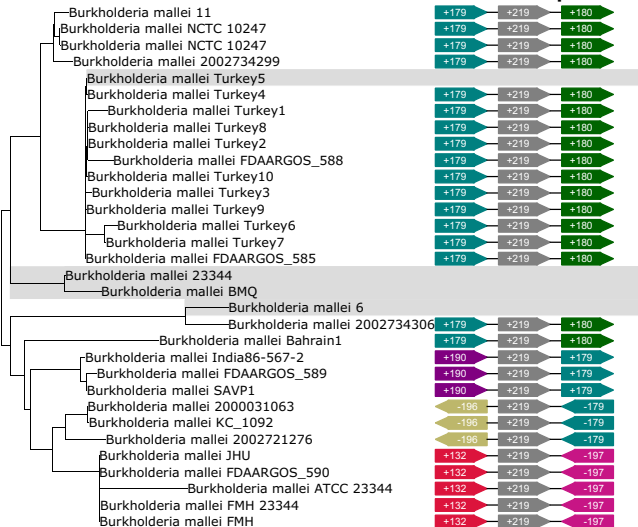 Burkholderia mallei 11 +179 +219 +180
Burkholderia mallei NCTC 10247 +179 +219 +180
Burkholderia mallei NCTC 10247 +179 +219 +180
Burkholderia mallei 2002734299 +179 +219 +180
Burkholderia mallei Turkey5
Burkholderia mallei Turkey4 +179 +219 +180
Burkholderia mallei Turkey1 +179 +219 +180
Burkholderia mallei Turkey8 +179 +219 +180
Burkholderia mallei Turkey2 +179 +219 +180
Burkholderia mallei FDAARGOS_588 +179 +219 +180
Burkholderia mallei Turkey10 +179 +219 +180
Burkholderia mallei Turkey3 +179 +219 +180
Burkholderia mallei Turkey9 +179 +219 +180
Burkholderia mallei Turkey6 +179 +219 +180
Burkholderia mallei Turkey7 +179 +219 +180
Burkholderia mallei FDAARGOS_585 +179 +219 +180
Burkholderia mallei 23344
Burkholderia mallei BMQ
Burkholderia mallei 6
Burkholderia mallei 2002734306 +179 +219 +180
Burkholderia mallei Bahrain1 +179 +219 +180
Burkholderia mallei India86-567-2 +190 +219 +179
Burkholderia mallei FDAARGOS_589 +190 +219 +179
Burkholderia mallei SAVP1 +190 +219 +179
Burkholderia mallei 2000031063 -196 +219 -179
Burkholderia mallei KC_1092 -196 +219 -179
Burkholderia mallei 2002721276 -196 +219 -179
Burkholderia mallei JHU +132 +219 -197
Burkholderia mallei FDAARGOS_590 +132 +219 -197
Burkholderia mallei ATCC 23344 +132 +219 -197
Burkholderia mallei FMH 23344 +132 +219 -197
Burkholderia mallei FMH +132 +219 -197